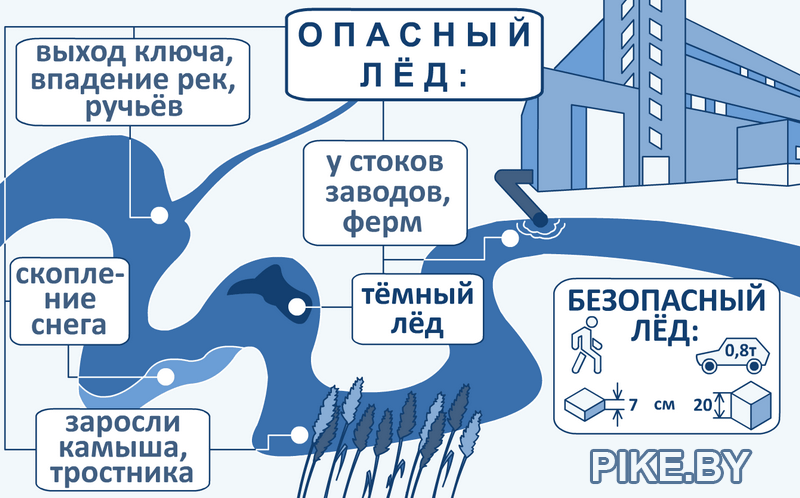 ОПАСНЫЙ
ЛЁД:
выход ключа,
впадение рек,
ручьёв
у стоков
заводов,
ферм
скопле-
ние
снега
тёмный
лёд
заросли
камыша,
тростника
БЕЗОПАСНЫЙ
ЛЁД:
0,8т
7 см 20
PIKE.BY